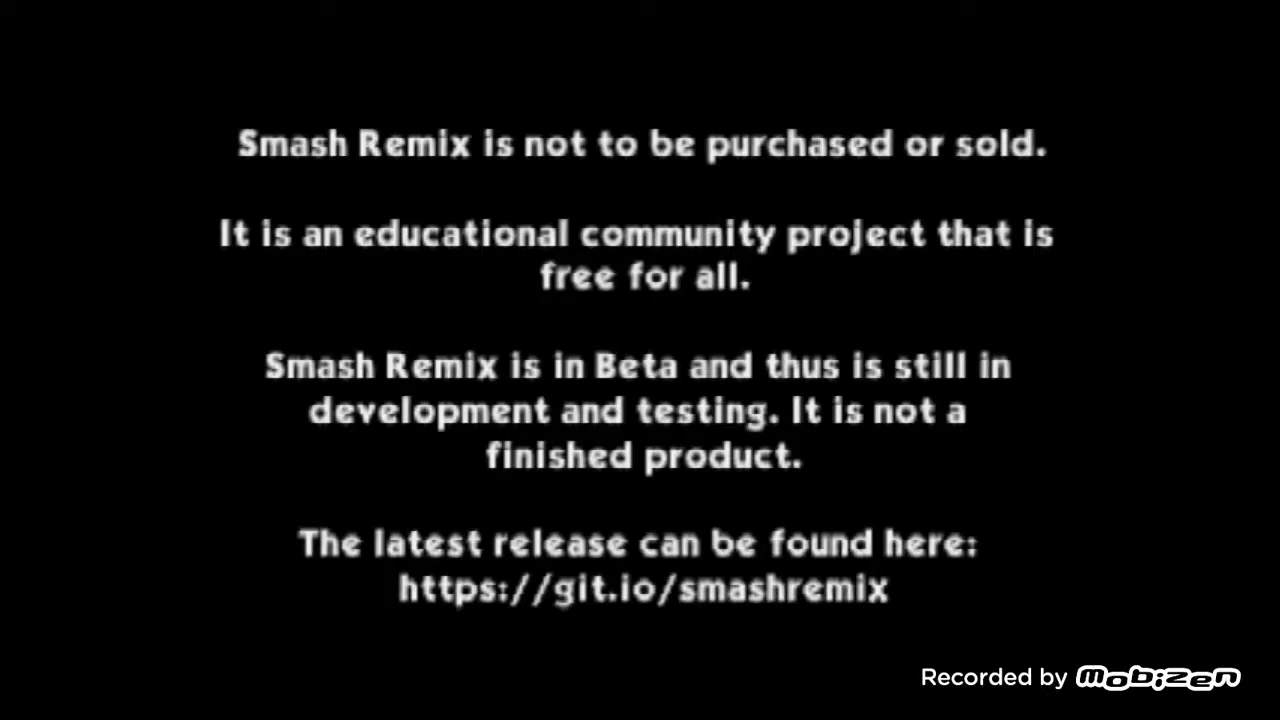 Smash Remix is not to be purchased or sold.
It is an educational community project that is
free for all.
Smash Remix is in Beta and thus is still in
development and testing. It is not a
finished product.
The latest release can be found here:
https://git.io/smashremix
Recorded by Mobizen